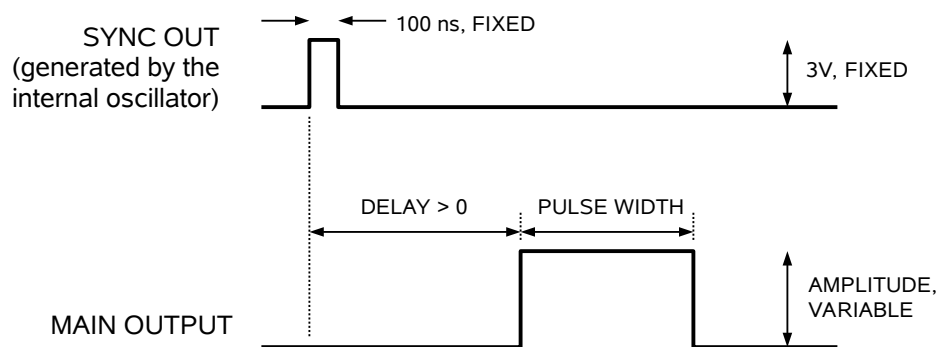 100 ns, FIXED
SYNC OUT
(generated by the
internal oscillator)
3V, FIXED
DELAY > 0
PULSE WIDTH
AMPLITUDE,
VARIABLE
MAIN OUTPUT